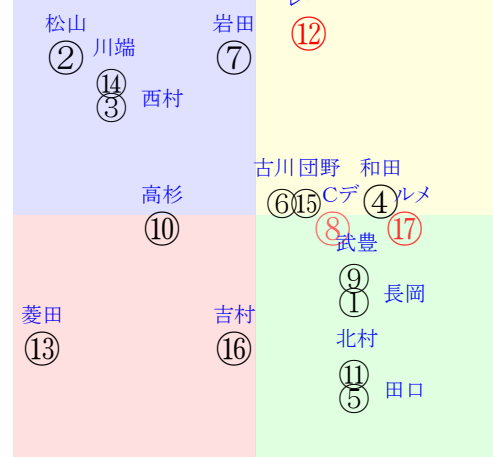 松山
岩田
⑫
川端
②
⑦
⑭
③
西村
古川
団野
和田
高杉
Cデ
ルメ
⑥
⑮
④
⑩
⑧
⑰
武豊
⑨
①
長岡
菱田
吉村
北村
⑬
⑯
⑪
⑤
田口